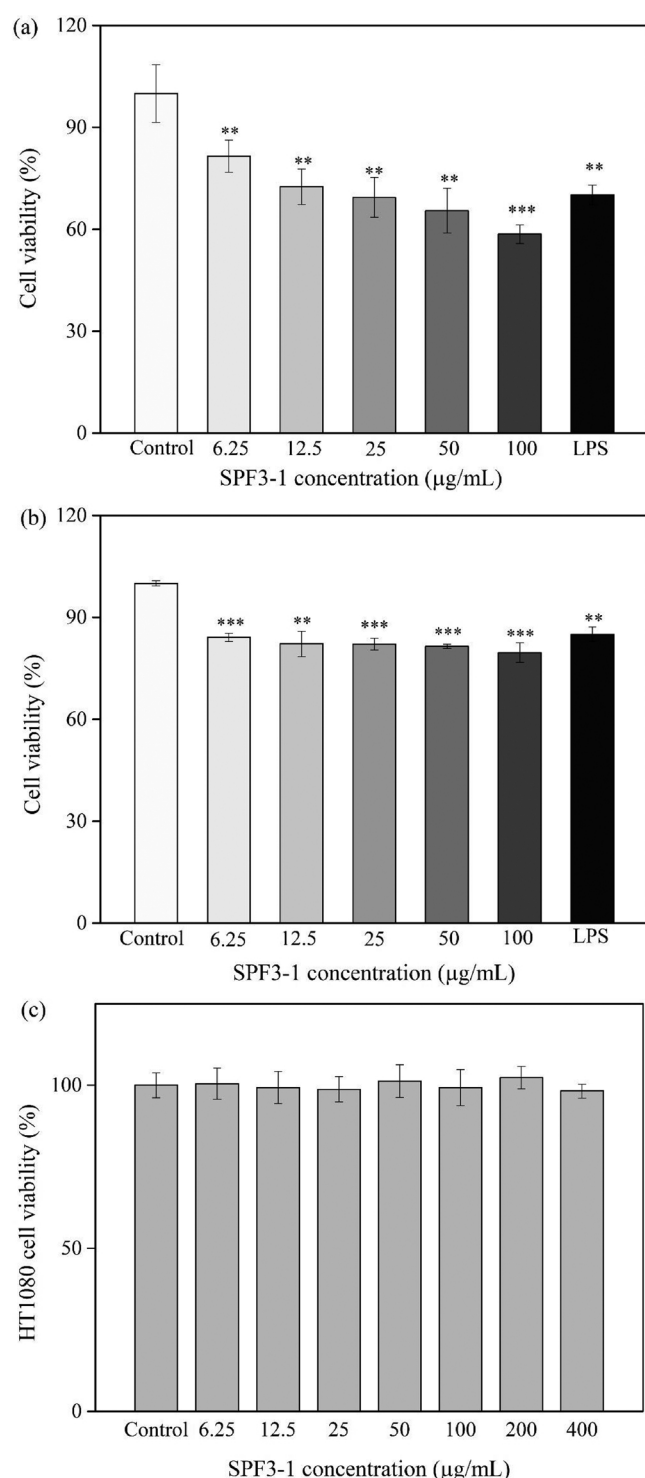 (a)
120
90
60
30
0
Cell viability (%)
** ** ** ** *** **
Control 6.25 12.5 25 50 100 LPS
SPF3-1 concentration (µg/mL)
(b)
120
90
60
30
0
Cell viability (%)
*** ** *** *** *** **
Control 6.25 12.5 25 50 100 LPS
SPF3-1 concentration (µg/mL)
(c)
100
50
0
HT1080 cell viability (%)
Control 6.25 12.5 25 50 100 200 400
SPF3-1 concentration (µg/mL)